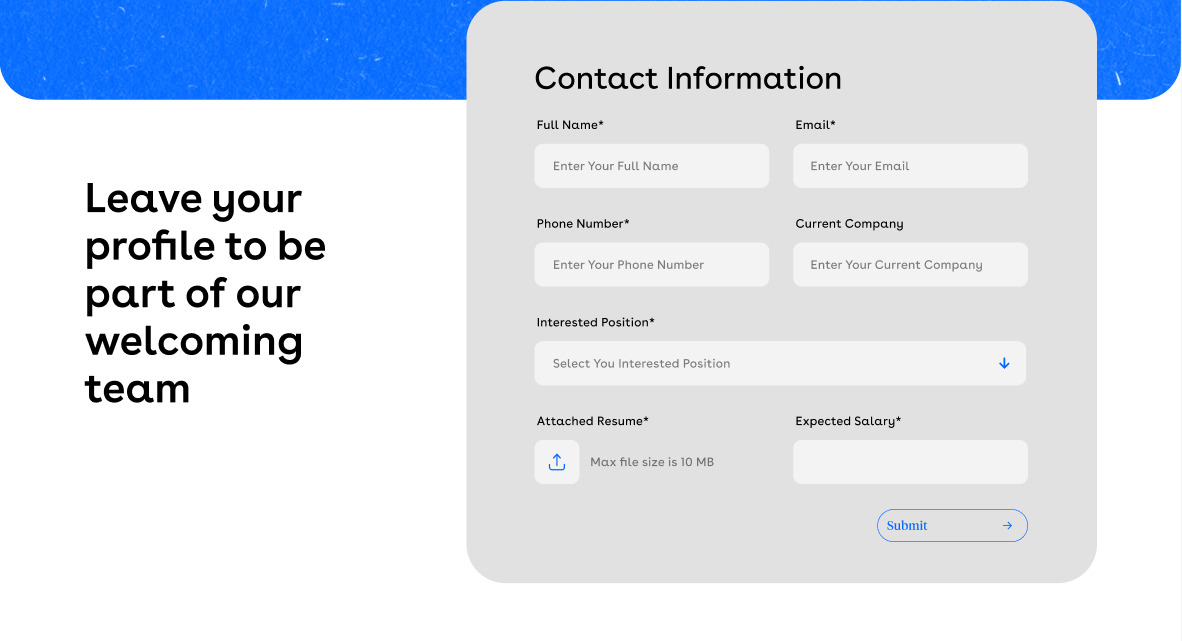 Leave your
profile to be
part of our
welcoming
team
Contact Information
Full Name*
Email*
Enter Your Full Name
Enter Your Email
Phone Number*
Current Company
Enter Your Phone Number
Enter Your Current Company
Interested Position*
Select You Interested Position
Attached Resume*
Expected Salary*
Max file size is 10 MB
Submit